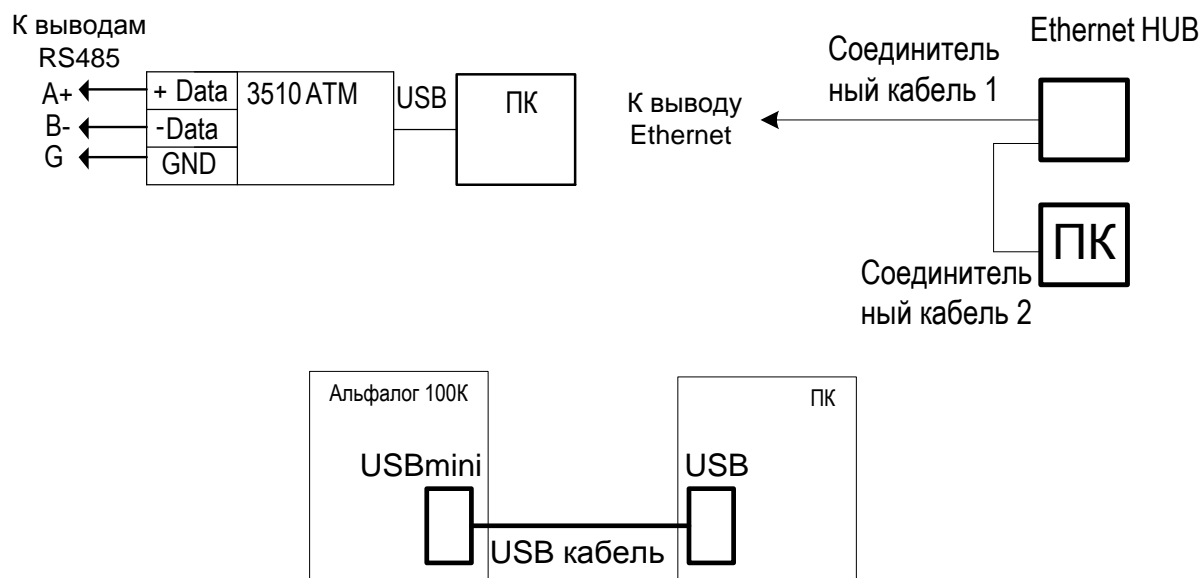 К выводам
RS485
A+
B-
G
+ Data
-Data
GND
3510 ATM
USB
ПК
К выводу
Ethernet
Соединитель
ный кабель 1
Ethernet HUB
ПК
Соединитель
ный кабель 2
Альфалог 100К
USBmini
ПК
USB
USB кабель